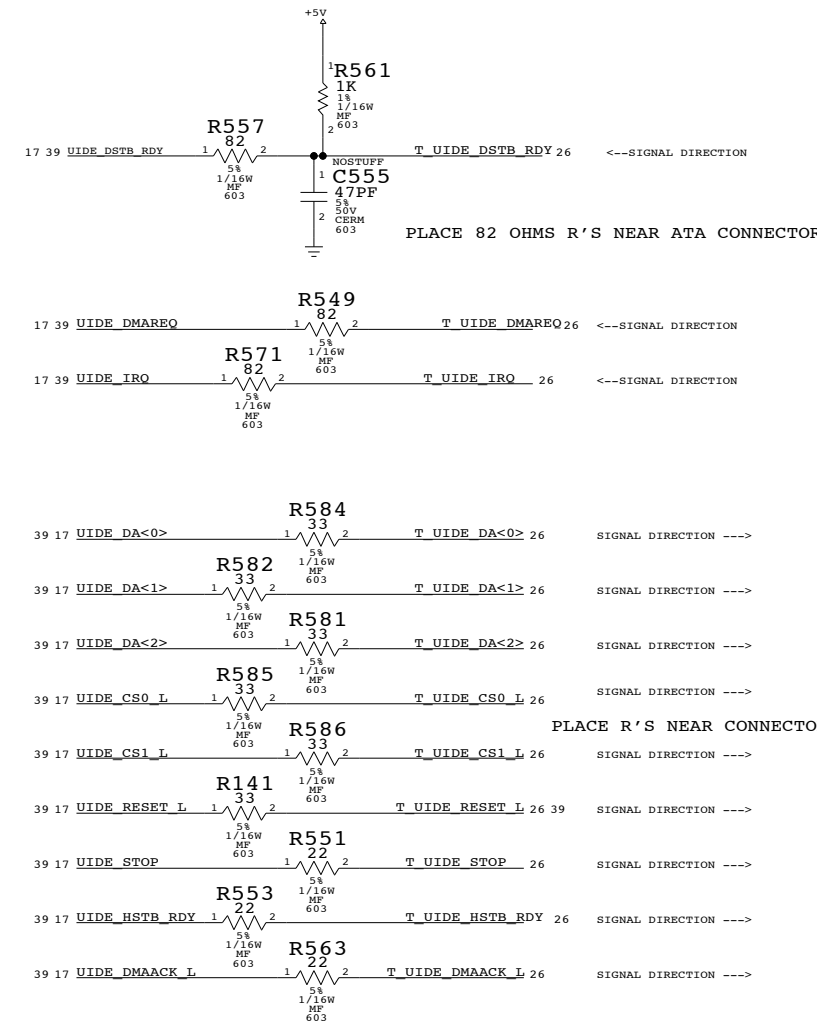 +5V
1
R561
1K
1%
1/16W
MF
603
2
R557
82
17 39 UIDE_DSTB_RDY 1 2 T_UIDE_DSTB_RDY 26 <--SIGNAL DIRECTION
5%
1/16W
MF
603
NOSTUFF
1
C555
47PF
5%
50V
CERM
603
2
PLACE 82 OHMS R'S NEAR ATA CONNECTOR
R549
82
17 39 UIDE_DMAREQ 1 2 T_UIDE_DMAREQ 26 <--SIGNAL DIRECTION
5%
1/16W
MF
603
R571
82
17 39 UIDE_IRQ 1 2 T_UIDE_IRQ 26 <--SIGNAL DIRECTION
5%
1/16W
MF
603
R584
33
39 17 UIDE_DA<0> 1 2 T_UIDE_DA<0> 26 SIGNAL DIRECTION --->
5%
1/16W
MF
603
R582
33
39 17 UIDE_DA<1> 1 2 T_UIDE_DA<1> 26 SIGNAL DIRECTION --->
5%
1/16W
MF
603
R581
33
39 17 UIDE_DA<2> 1 2 T_UIDE_DA<2> 26 SIGNAL DIRECTION --->
5%
1/16W
MF
603
R585
33
39 17 UIDE_CS0_L 1 2 T_UIDE_CS0_L 26 SIGNAL DIRECTION --->
5%
1/16W
MF
603
PLACE R'S NEAR CONNECTO
R586
33
39 17 UIDE_CS1_L 1 2 T_UIDE_CS1_L 26 SIGNAL DIRECTION --->
5%
1/16W
MF
603
R141
33
39 17 UIDE_RESET_L 1 2 T_UIDE_RESET_L 26 39 SIGNAL DIRECTION --->
5%
1/16W
MF
603
R551
22
39 17 UIDE_STOP 1 2 T_UIDE_STOP 26 SIGNAL DIRECTION --->
5%
1/16W
MF
603
R553
22
39 17 UIDE_HSTB_RDY 1 2 T_UIDE_HSTB_RDY 26 SIGNAL DIRECTION --->
5%
1/16W
MF
603
R563
22
39 17 UIDE_DMAACK_L 1 2 T_UIDE_DMAACK_L 26 SIGNAL DIRECTION --->
5%
1/16W
MF
603